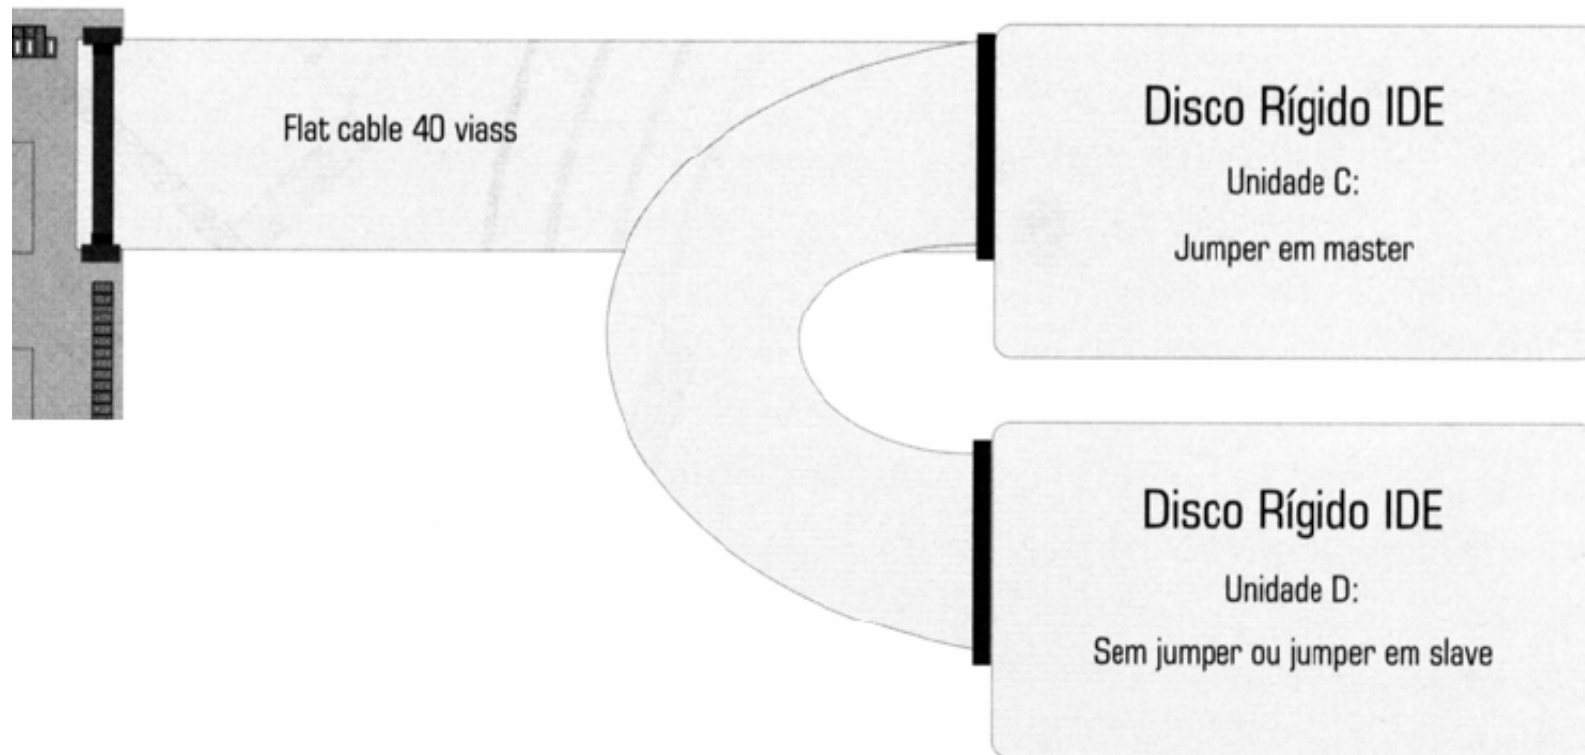 Flat cable 40 viass
Disco Rígido IDE
Unidade C:
Jumper em master
Disco Rígido IDE
Unidade D:
Sem jumper ou jumper em slave